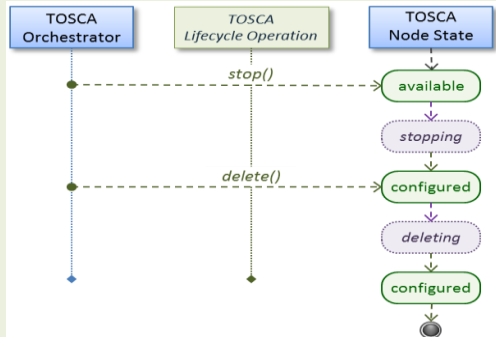 TOSCA
Orchestrator
TOSCA
Lifecycle Operation
TOSCA
Node State
stop()
available
stopping
delete()
configured
deleting
configured